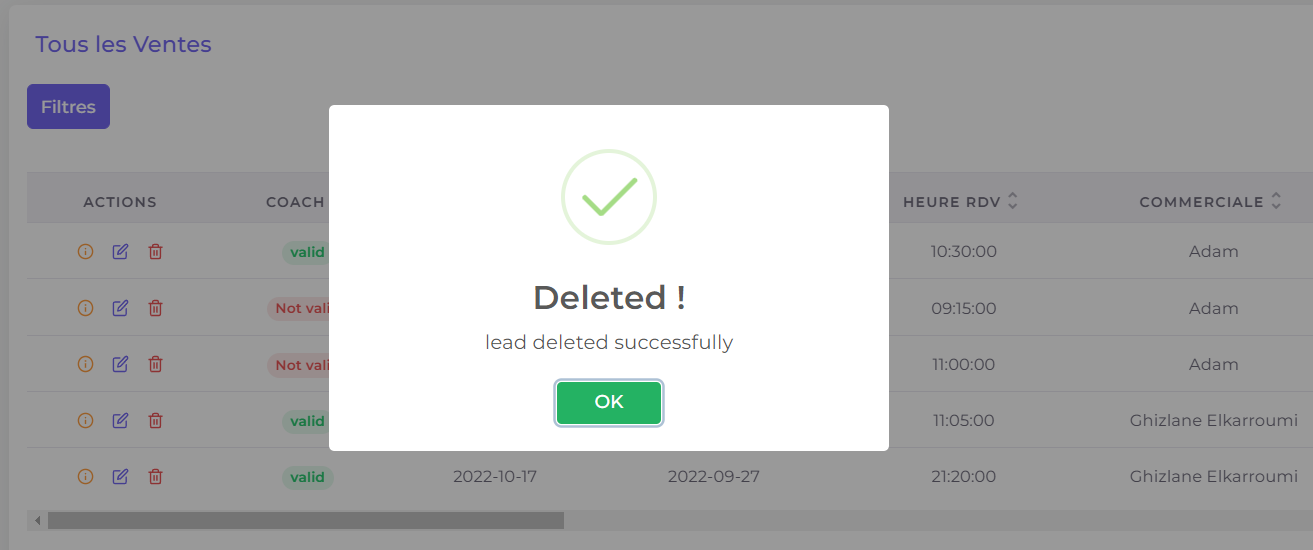 Tous les Ventes
Filtres
ACTIONS COACH HEURE RDV COMMERCIALE
valid 10:30:00 Adam
Not vali 09:15:00 Adam
Not vali 11:00:00 Adam
valid 11:05:00 Ghizlane Elkarroumi
valid 2022-10-17 2022-09-27 21:20:00 Ghizlane Elkarroumi
Deleted !
lead deleted successfully
OK